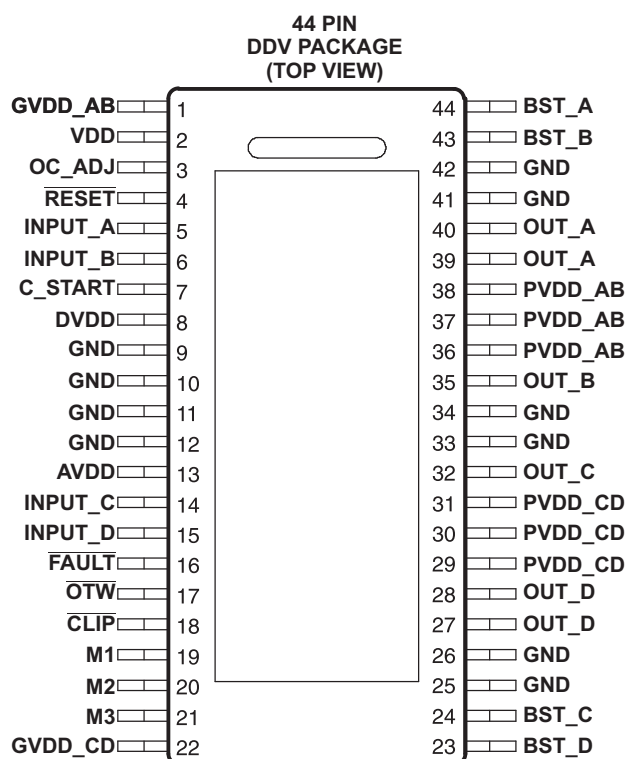 44 PIN
DDV PACKAGE
(TOP VIEW)
GVDD_AB 1 44 BST_A
VDD 2 43 BST_B
OC_ADJ 3 42 GND
RESET 4 41 GND
INPUT_A 5 40 OUT_A
INPUT_B 6 39 OUT_A
C_START 7 38 PVDD_AB
DVDD 8 37 PVDD_AB
GND 9 36 PVDD_AB
GND 10 35 OUT_B
GND 11 34 GND
GND 12 33 GND
AVDD 13 32 OUT_C
INPUT_C 14 31 PVDD_CD
INPUT_D 15 30 PVDD_CD
FAULT 16 29 PVDD_CD
OTW 17 28 OUT_D
CLIP 18 27 OUT_D
M1 19 26 GND
M2 20 25 GND
M3 21 24 BST_C
GVDD_CD 22 23 BST_D